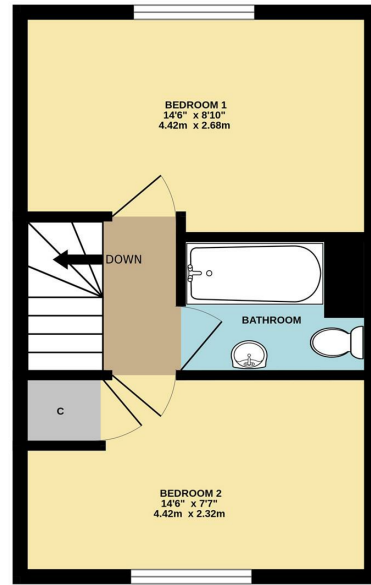 BEDROOM 1
14'6" x 8'10"
4.42m x 2.68m
DOWN
BATHROOM
C
BEDROOM 2
14'6" x 7'7"
4.42m x 2.32m